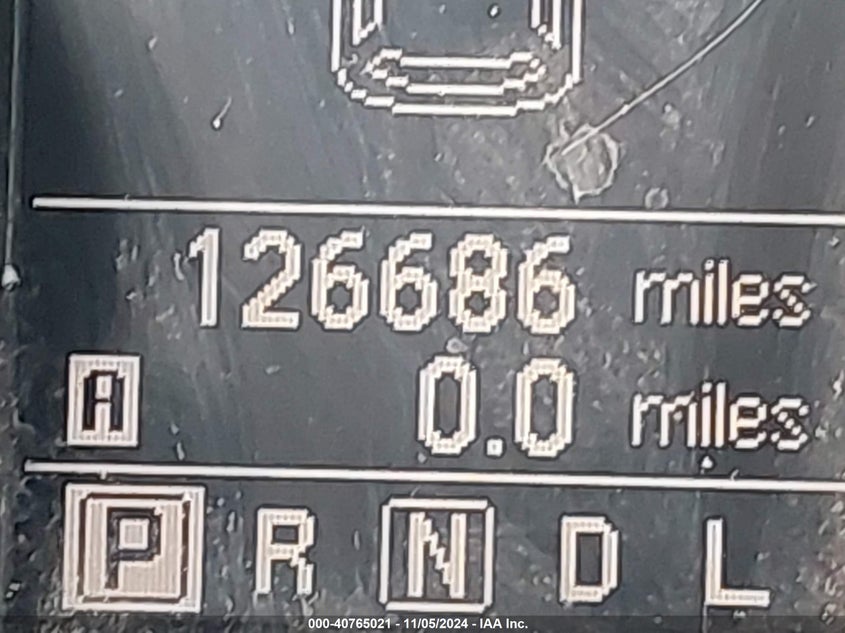 126686 miles
A 0.0 miles
P R N D L
000-40765021 - 11/05/2024 - IAA Inc.